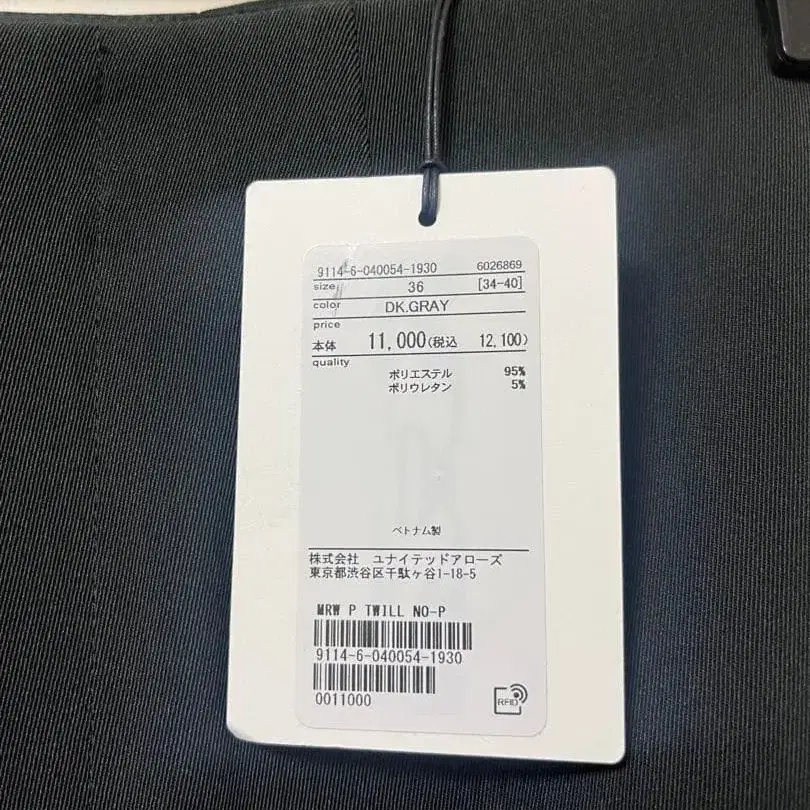 9114-6-040054-1930 6026869
size 36 [34-40]
color DK.GRAY
price
本体 11,000(税込 12,100)
quality
ポリエステル 95%
ポリウレタン 5%
ベトナム製
株式会社 ユナイテッドアローズ
東京都渋谷区千駄ヶ谷1-18-5
MRW P TWILL NO-P
9114-6-040054-1930
0011000
RFID